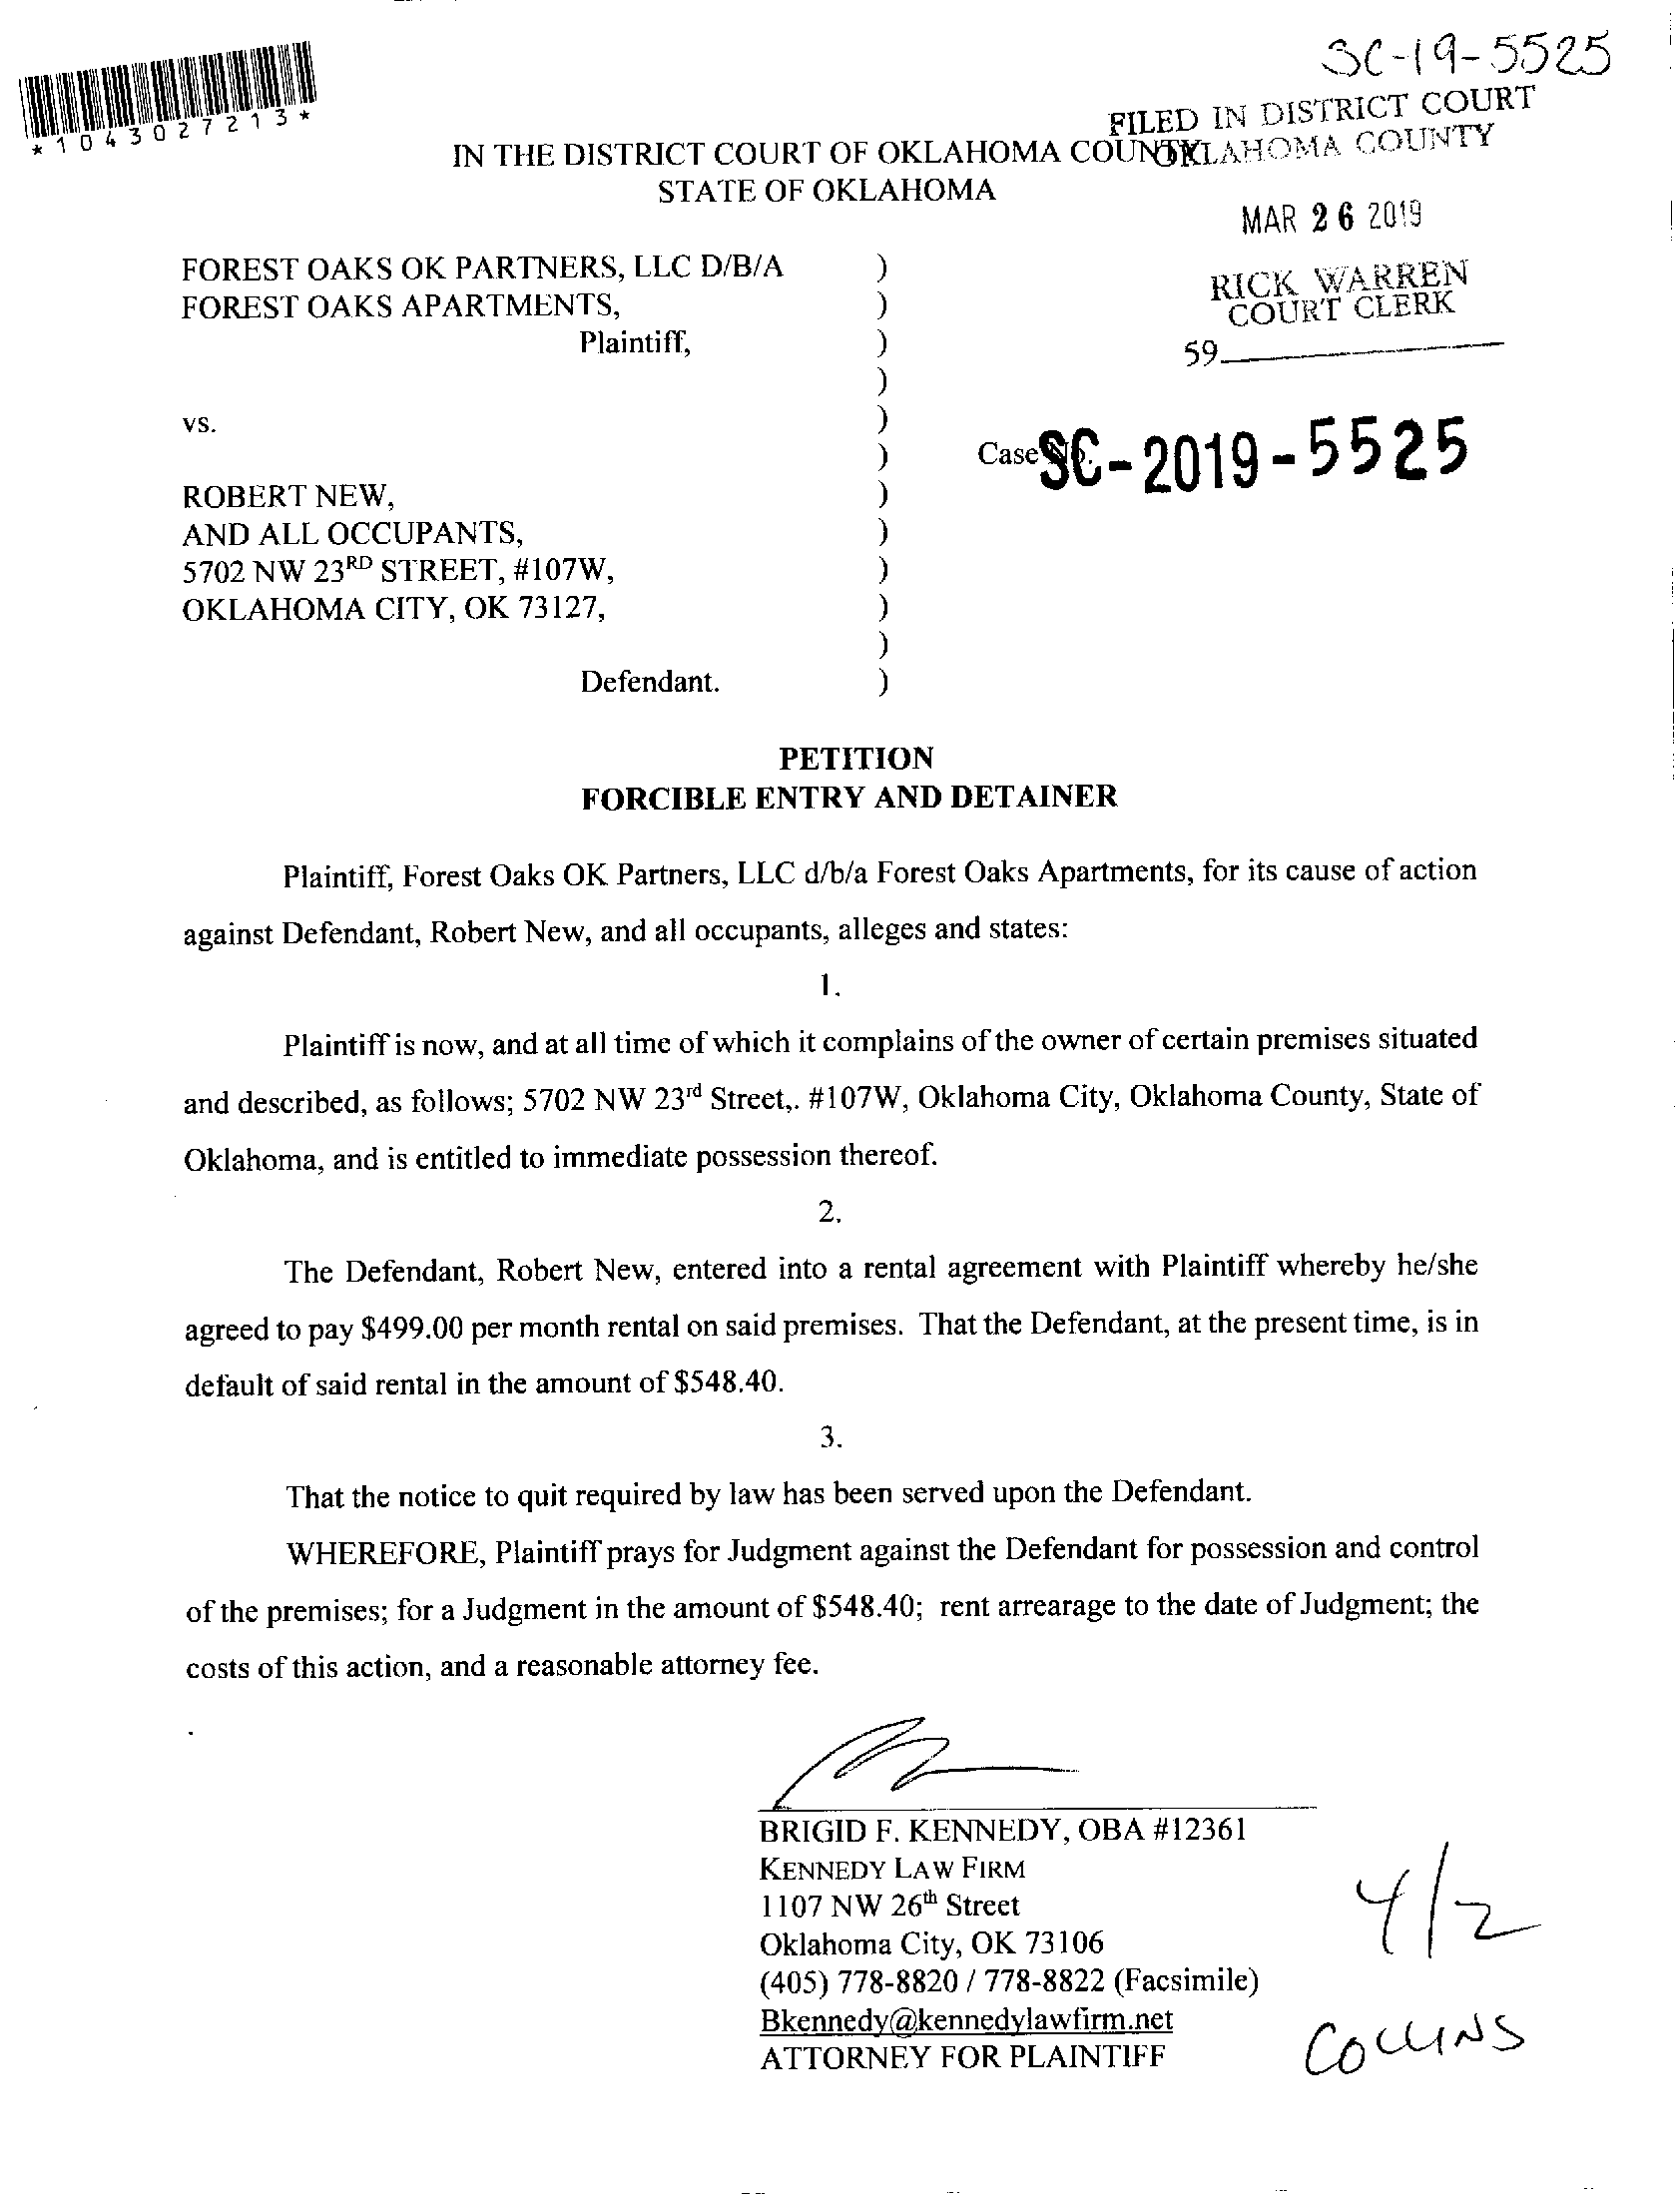 SC-19-5525
*1043027213*
FILED IN DISTRICT COURT
OKLAHOMA COUNTY
IN THE DISTRICT COURT OF OKLAHOMA COUNTY
STATE OF OKLAHOMA
MAR 26 2019
RICK WARREN
COURT CLERK
59
FOREST OAKS OK PARTNERS, LLC D/B/A )
FOREST OAKS APARTMENTS, )
Plaintiff, )
)
vs. )
Case No. SC-2019-5525
)
ROBERT NEW, )
AND ALL OCCUPANTS, )
5702 NW 23RD STREET, #107W, )
OKLAHOMA CITY, OK 73127, )
)
Defendant. )
PETITION
FORCIBLE ENTRY AND DETAINER
Plaintiff, Forest Oaks OK Partners, LLC d/b/a Forest Oaks Apartments, for its cause of action
against Defendant, Robert New, and all occupants, alleges and states:
1.
Plaintiff is now, and at all time of which it complains of the owner of certain premises situated
and described, as follows; 5702 NW 23rd Street,. #107W, Oklahoma City, Oklahoma County, State of
Oklahoma, and is entitled to immediate possession thereof.
2.
The Defendant, Robert New, entered into a rental agreement with Plaintiff whereby he/she
agreed to pay $499.00 per month rental on said premises. That the Defendant, at the present time, is in
default of said rental in the amount of $548.40.
3.
That the notice to quit required by law has been served upon the Defendant.
WHEREFORE, Plaintiff prays for Judgment against the Defendant for possession and control
of the premises; for a Judgment in the amount of $548.40; rent arrearage to the date of Judgment; the
costs of this action, and a reasonable attorney fee.
BRIGID F. KENNEDY, OBA #12361
KENNEDY LAW FIRM
1107 NW 26th Street
Oklahoma City, OK 73106
(405) 778-8820 / 778-8822 (Facsimile)
Bkennedy@kennedylawfirm.net
ATTORNEY FOR PLAINTIFF
4/2
COLLINS